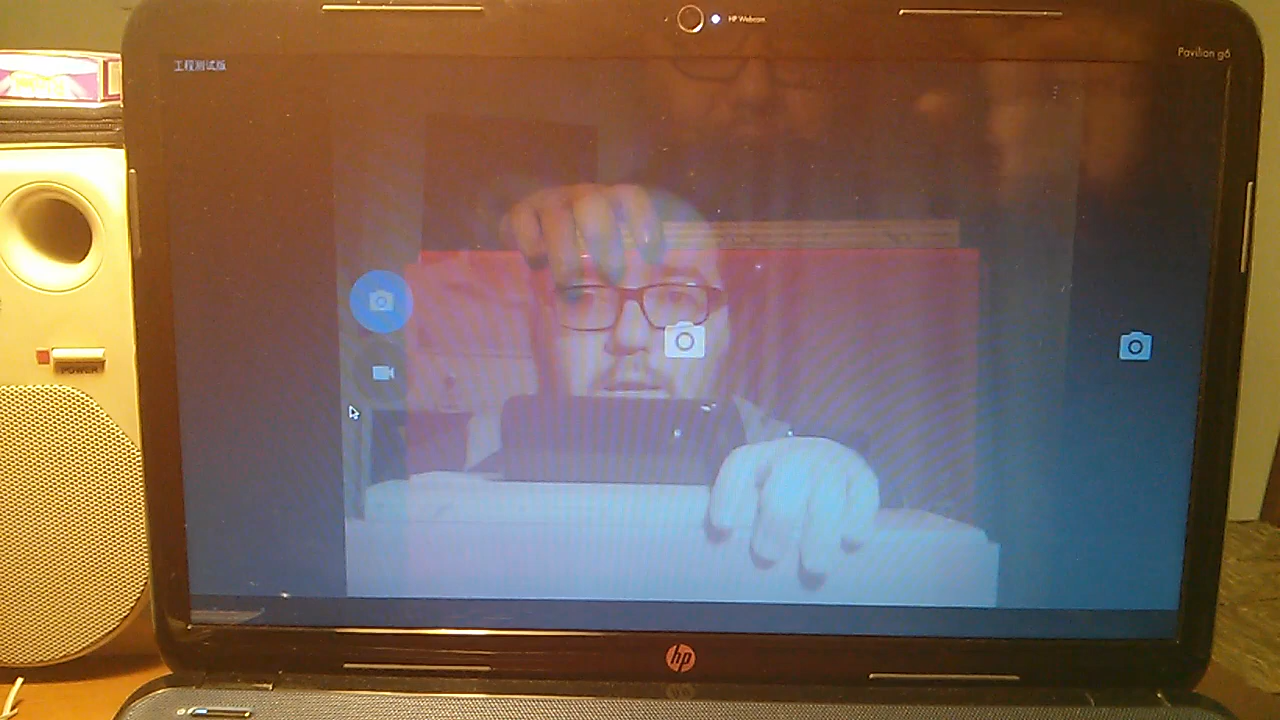 HP Webcam
Pavilion g6
工程测试版
POWER
hp